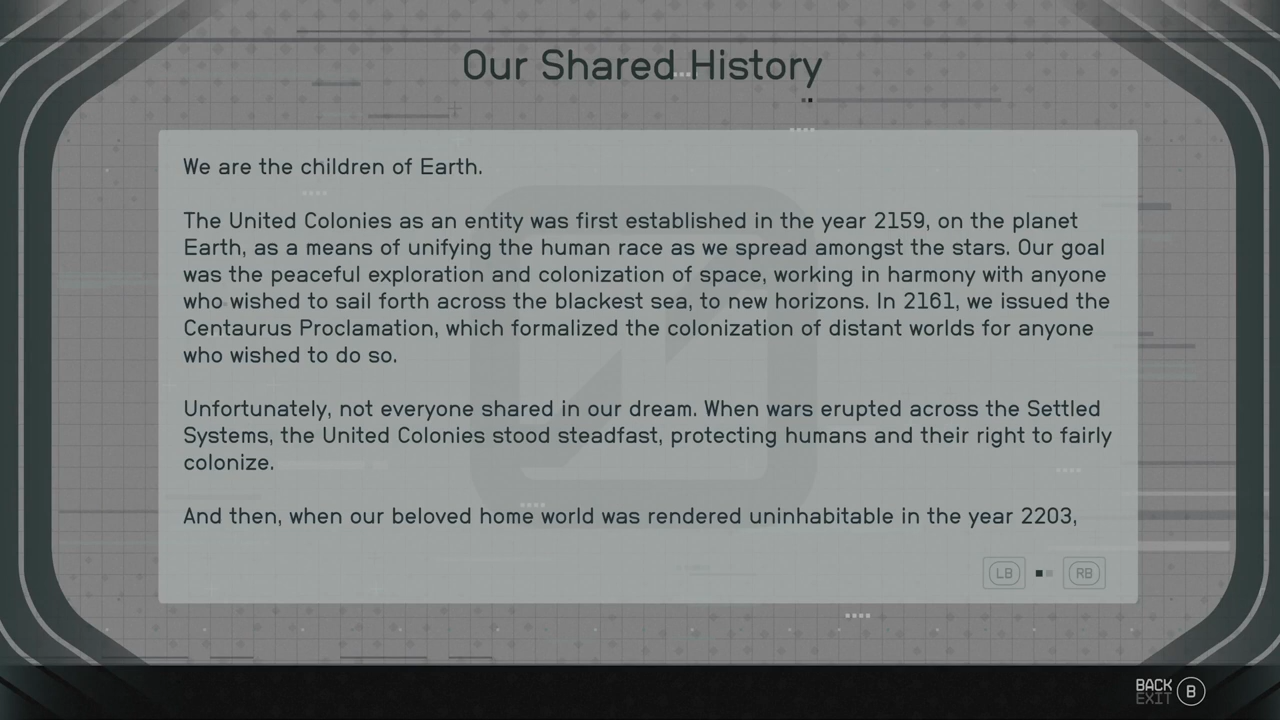 Our Shared History
We are the children of Earth.
The United Colonies as an entity was first established in the year 2159, on the planet
Earth, as a means of unifying the human race as we spread amongst the stars. Our goal
was the peaceful exploration and colonization of space, working in harmony with anyone
who wished to sail forth across the blackest sea, to new horizons. In 2161, we issued the
Centaurus Proclamation, which formalized the colonization of distant worlds for anyone
who wished to do so.
Unfortunately, not everyone shared in our dream. When wars erupted across the Settled
Systems, the United Colonies stood steadfast, protecting humans and their right to fairly
colonize.
And then, when our beloved home world was rendered uninhabitable in the year 2203,
LB RB
BACK B
EXIT